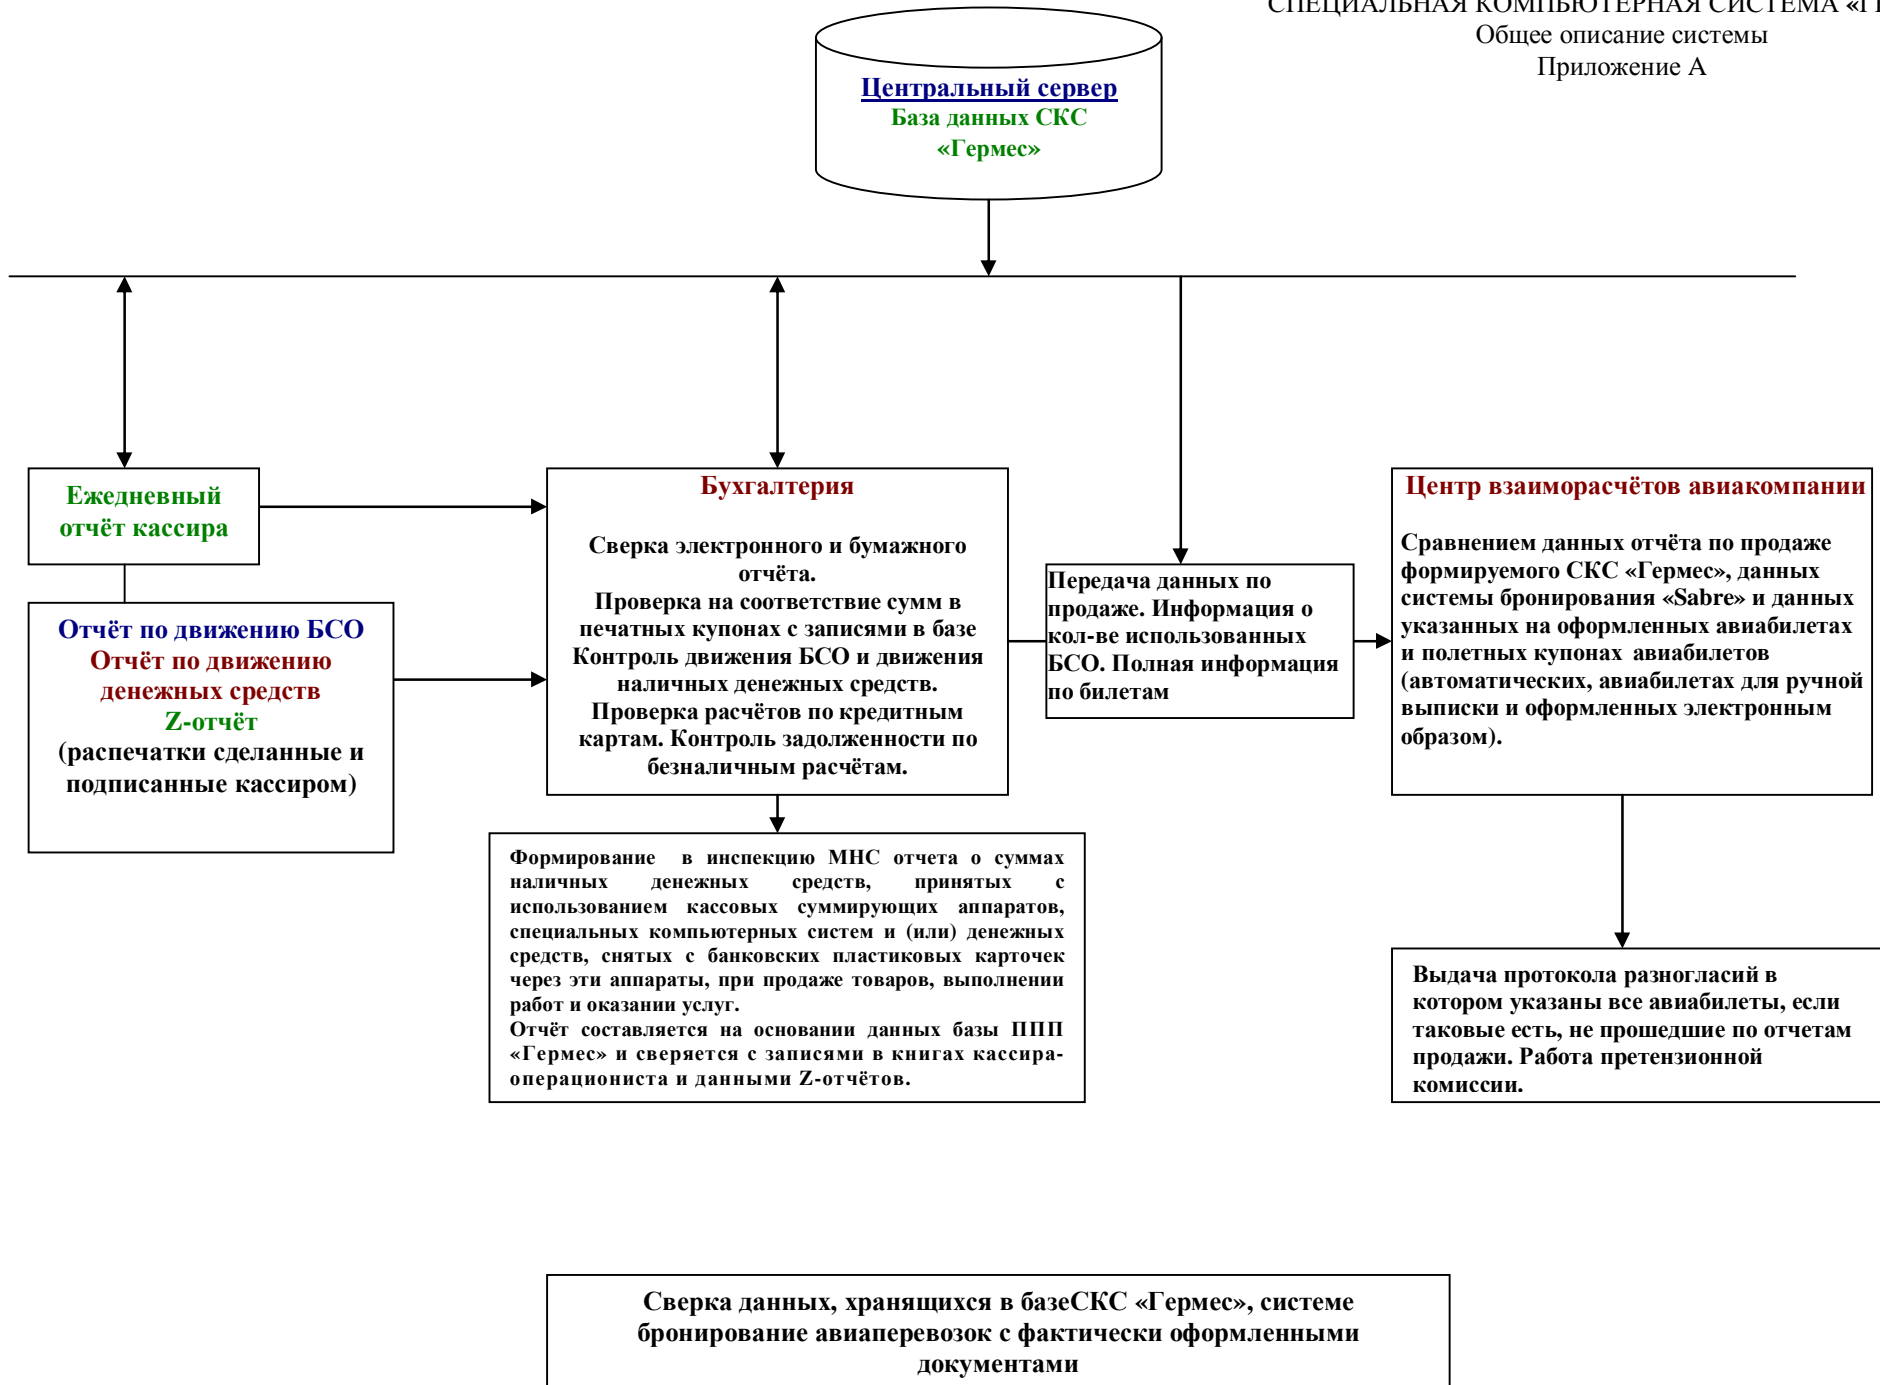 СПЕЦИАЛЬНАЯ КОМПЬЮТЕРНАЯ СИСТЕМА
Общее описание системы
Приложение А
Центральный сервер
База данных СКС
«Гермес»
Ежедневный
отчёт кассира
Отчёт по движению БСО
Отчёт по движению
денежных средств
Z-отчёт
(распечатки сделанные и
подписанные кассиром)
Бухгалтерия
Сверка электронного и бумажного
отчёта.
Проверка на соответствие сумм в
печатных купонах с записями в базе
Контроль движения БСО и движения
наличных денежных средств.
Проверка расчётов по кредитным
картам. Контроль задолженности по
безналичным расчётам.
Передача данных по
продаже. Информация о
кол-ве использованных
БСО. Полная информация
по билетам
Центр взаиморасчётов авиакомпании
Сравнением данных отчёта по продаже
формируемого СКС «Гермес», данных
системы бронирования «Sabre» и данных
указанных на оформленных авиабилетах
и полетных купонах авиабилетов
(автоматических, авиабилетах для ручной
выписки и оформленных электронным
образом).
Формирование в инспекцию МНС отчета о суммах
наличных денежных средств, принятых с
использованием кассовых суммирующих аппаратов,
специальных компьютерных систем и (или) денежных
средств, снятых с банковских пластиковых карточек
через эти аппараты, при продаже товаров, выполнении
работ и оказании услуг.
Отчёт составляется на основании данных базы ППП
«Гермес» и сверяется с записями в книгах кассира-
операциониста и данными Z-отчётов.
Выдача протокола разногласий в
котором указаны все авиабилеты, если
таковые есть, не прошедшие по отчетам
продажи. Работа претензионной
комиссии.
Сверка данных, хранящихся в базеСКС «Гермес», системе
бронирование авиаперевозок с фактически оформленными
документами